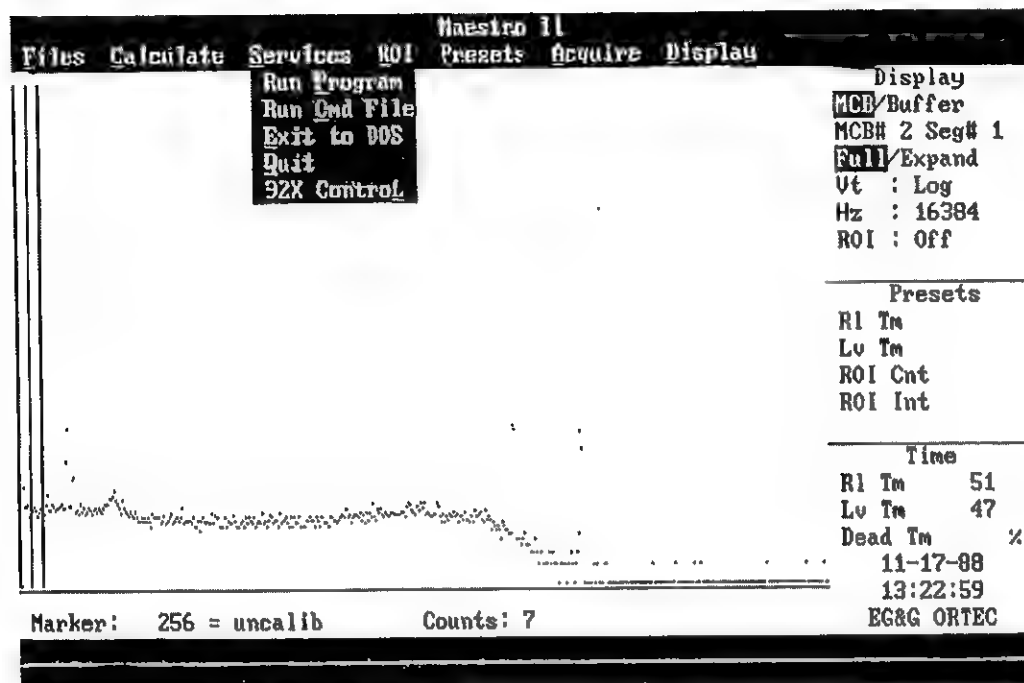 Maestro II
Files Calculate Services ROI Presets Acquire Display
Run Program
Run Cmd File
Exit to DOS
Quit
92X Control
Display
MCB/Buffer
MCB# 2 Seg# 1
Full/Expand
Vt : Log
Hz : 16384
ROI : Off
Presets
Rl Tm
Lv Tm
ROI Cnt
ROI Int
Time
Rl Tm 51
Lv Tm 47
Dead Tm %
11-17-88
13:22:59
EG&G ORTEC
Marker: 256 = uncalib Counts: 7